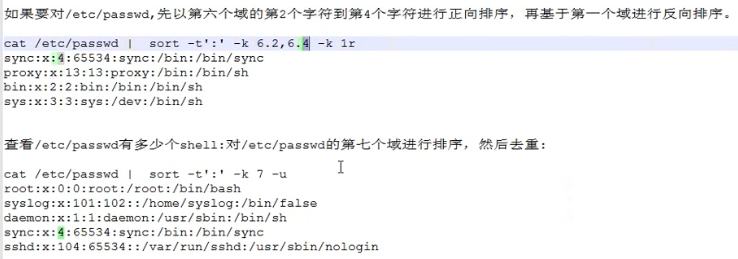 如果要对/etc/passwd,先以第六个域的第2个字符到第4个字符进行正向排序，再基于第一个域进行反向排序。
cat /etc/passwd |  sort -t':' -k 6.2,6.4 -k 1r
sync:x:4:65534:sync:/bin:/bin/sync
proxy:x:13:13:proxy:/bin:/bin/sh
bin:x:2:2:bin:/bin:/bin/sh
sys:x:3:3:sys:/dev:/bin/sh
查看/etc/passwd有多少个shell:对/etc/passwd的第七个域进行排序，然后去重:
cat /etc/passwd |  sort -t':' -k 7 -u
root:x:0:0:root:/root:/bin/bash
syslog:x:101:102::/home/syslog:/bin/false
daemon:x:1:1:daemon:/usr/sbin:/bin/sh
sync:x:4:65534:sync:/bin:/bin/sync
sshd:x:104:65534::/var/run/sshd:/usr/sbin/nologin